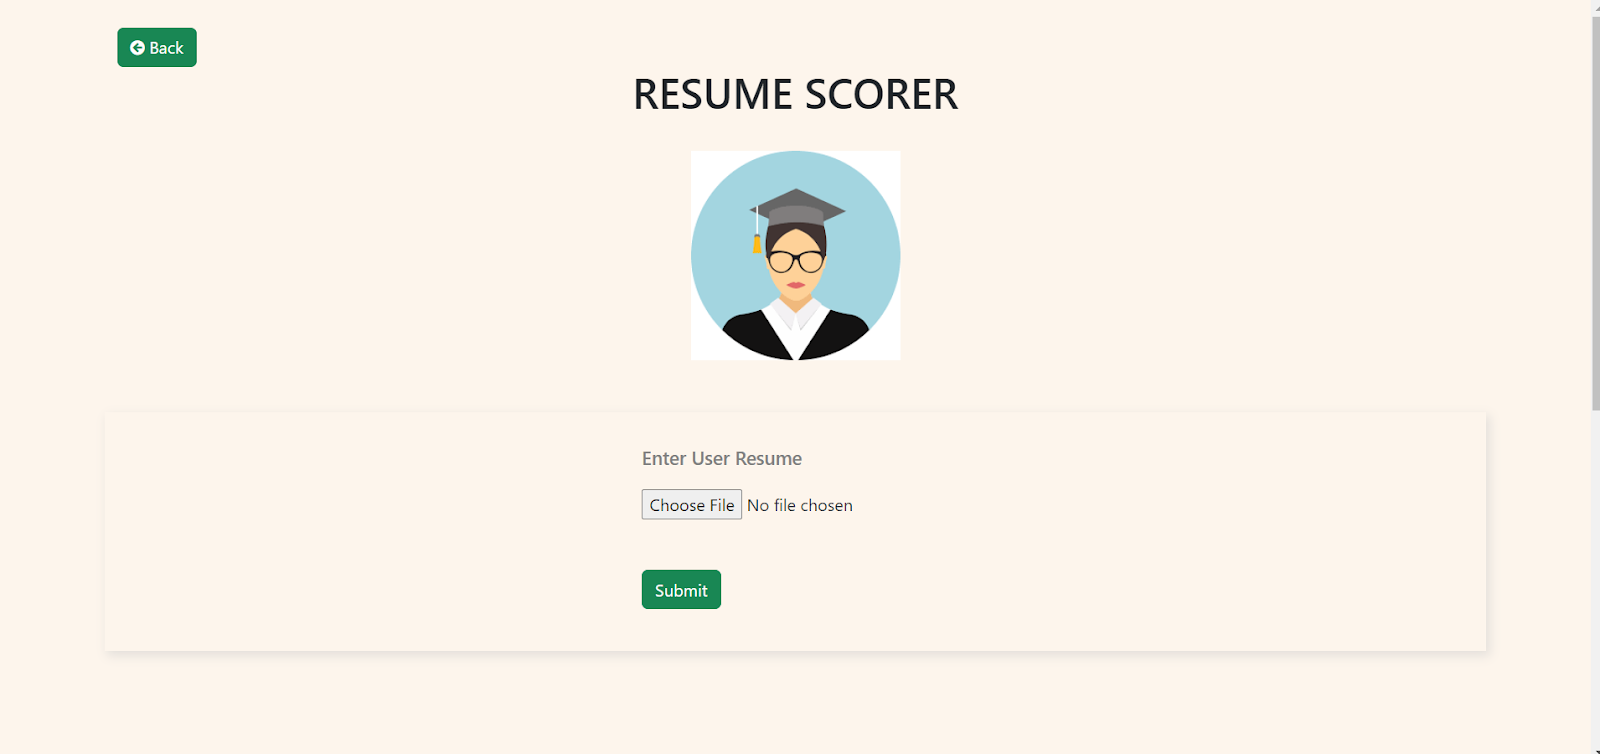 Back
RESUME SCORER
Enter User Resume
Choose File No file chosen
Submit